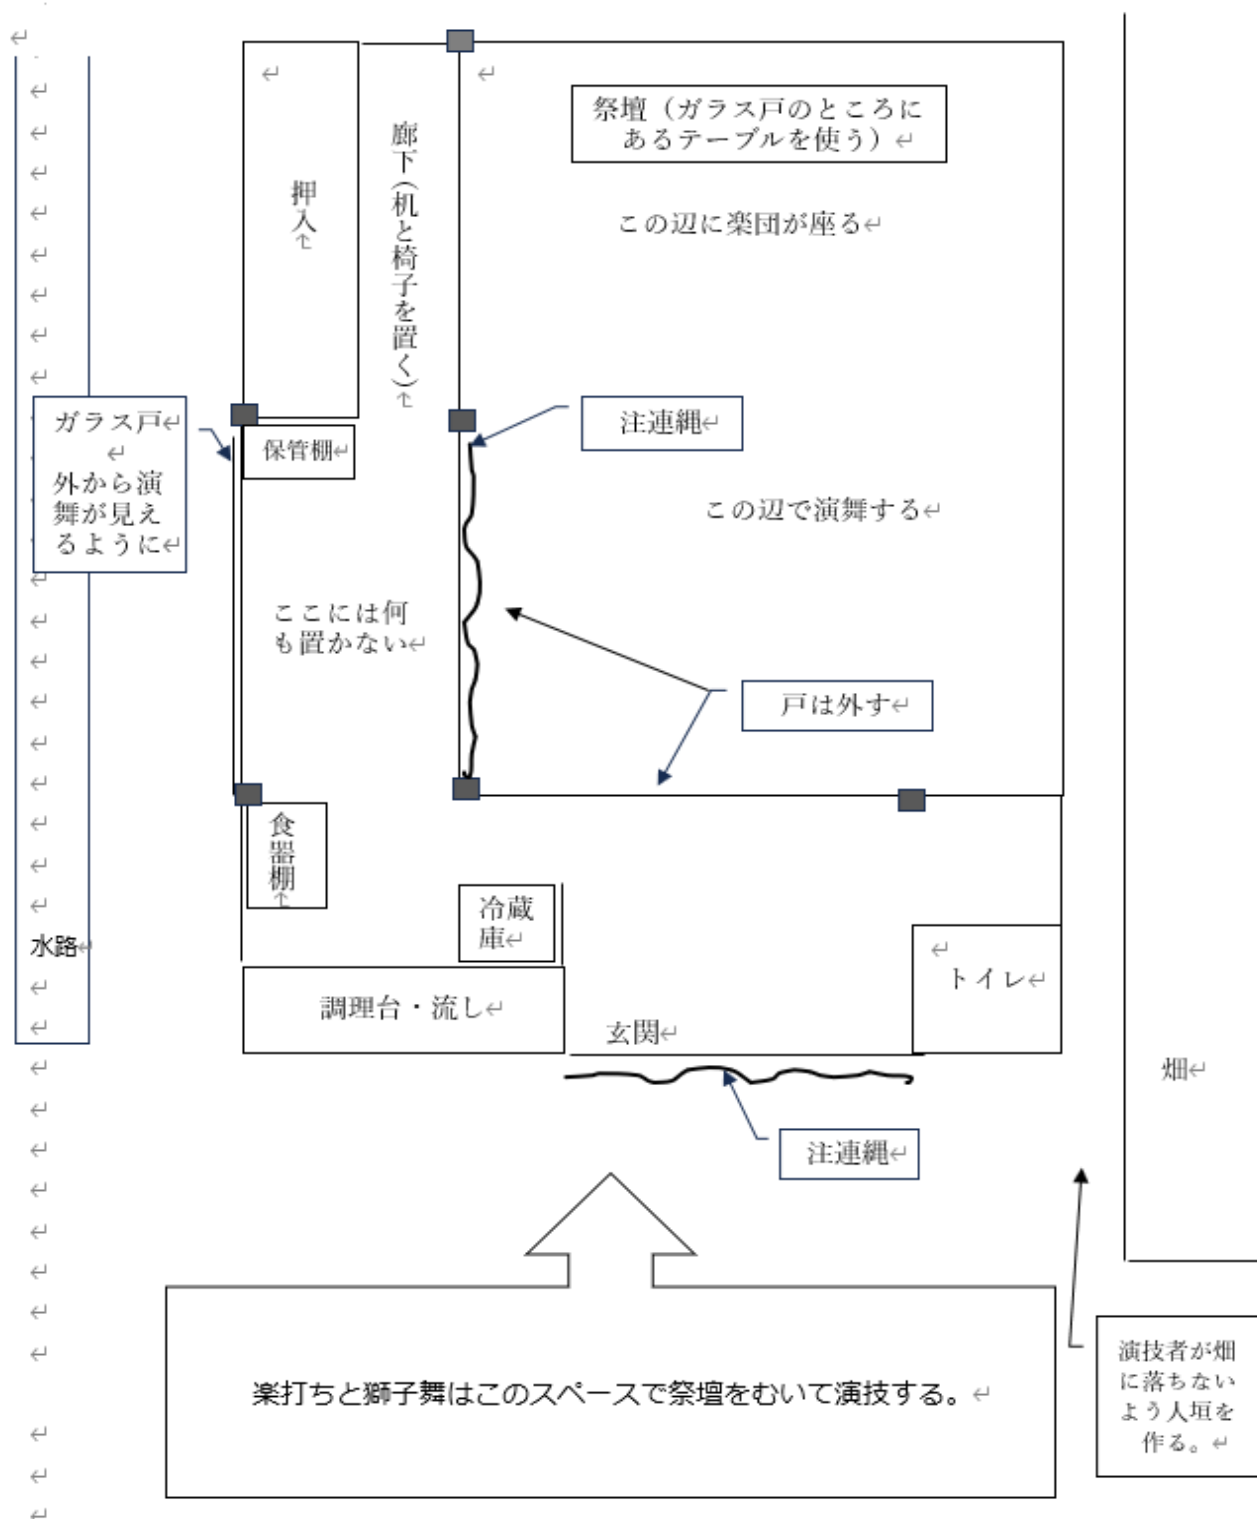 祭壇（ガラス戸のところに
あるテーブルを使う）
この辺に楽団が座る
押入
廊下（机と椅子を置く）
ガラス戸
外から演
舞が見え
るように
保管棚
注連縄
この辺で演舞する
ここには何
も置かない
戸は外す
食器棚
冷蔵
庫
水路
調理台・流し
トイレ
玄関
畑
注連縄
楽打ちと獅子舞はこのスペースで祭壇をむいて演技する。
演技者が畑
に落ちない
よう人垣を
作る。